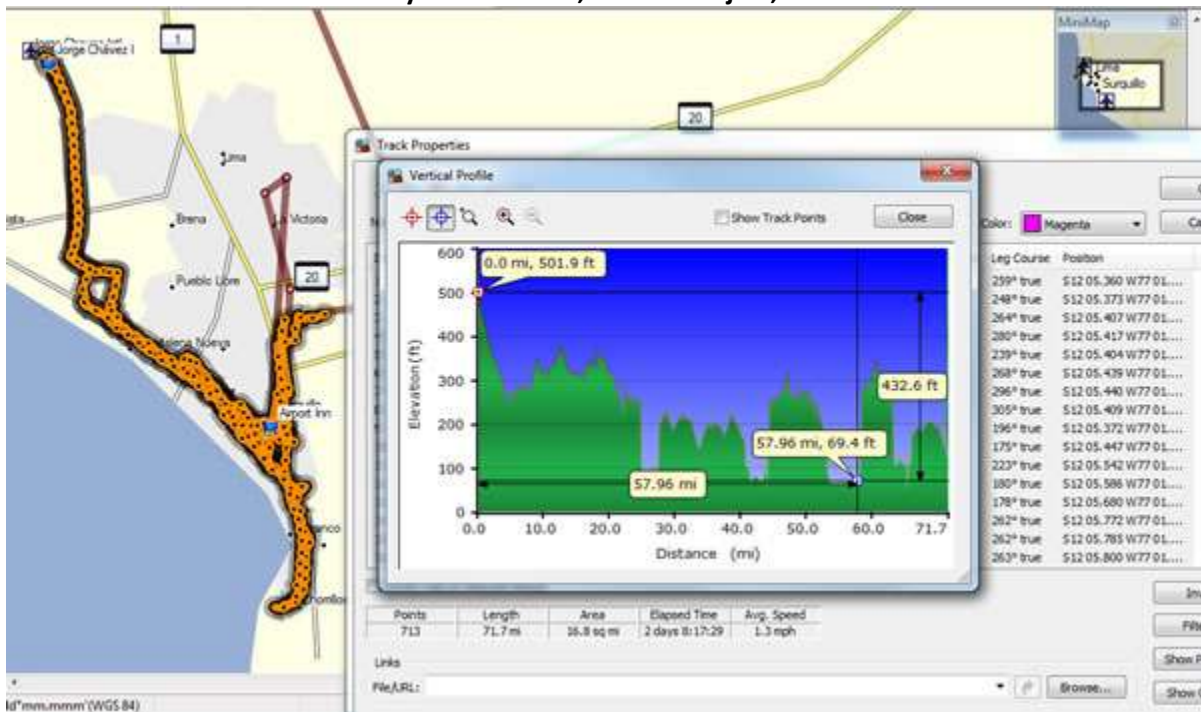 Jorge Chávez I
1
MiniMap
Lima
Surquillo
20
Track Properties
Lima
Vertical Profile
Brena
La Victoria
Show Track Points
Close
Color: Magenta
600
0.0 mi, 501.9 ft
Leg Course Position
259° true S12 05.360 W77 01....
Pueblo Libre
20
500
248° true S12 05.373 W77 01....
264° true S12 05.407 W77 01....
400
280° true S12 05.417 W77 01....
239° true S12 05.404 W77 01....
Elevation(ft)
300
432.6 ft
268° true S12 05.439 W77 01....
296° true S12 05.440 W77 01....
Airport Inn
305° true S12 05.409 W77 01....
200
57.96 mi, 69.4 ft
196° true S12 05.372 W77 01....
175° true S12 05.447 W77 01....
100
57.96 mi
223° true S12 05.542 W77 01....
180° true S12 05.586 W77 01....
0
178° true S12 05.680 W77 01....
0.0 10.0 20.0 30.0 40.0 50.0 60.0 71.7
262° true S12 05.772 W77 01....
Distance (mi)
262° true S12 05.785 W77 01....
263° true S12 05.800 W77 01....
Points Length Area Elapsed Time Avg. Speed
713 71.7 mi 16.8 sq mi 2 days 8:17:29 1.3 mph
Links
File/URL:
Browse...
Show
Show
d°mm.mmm'(WGS 84)